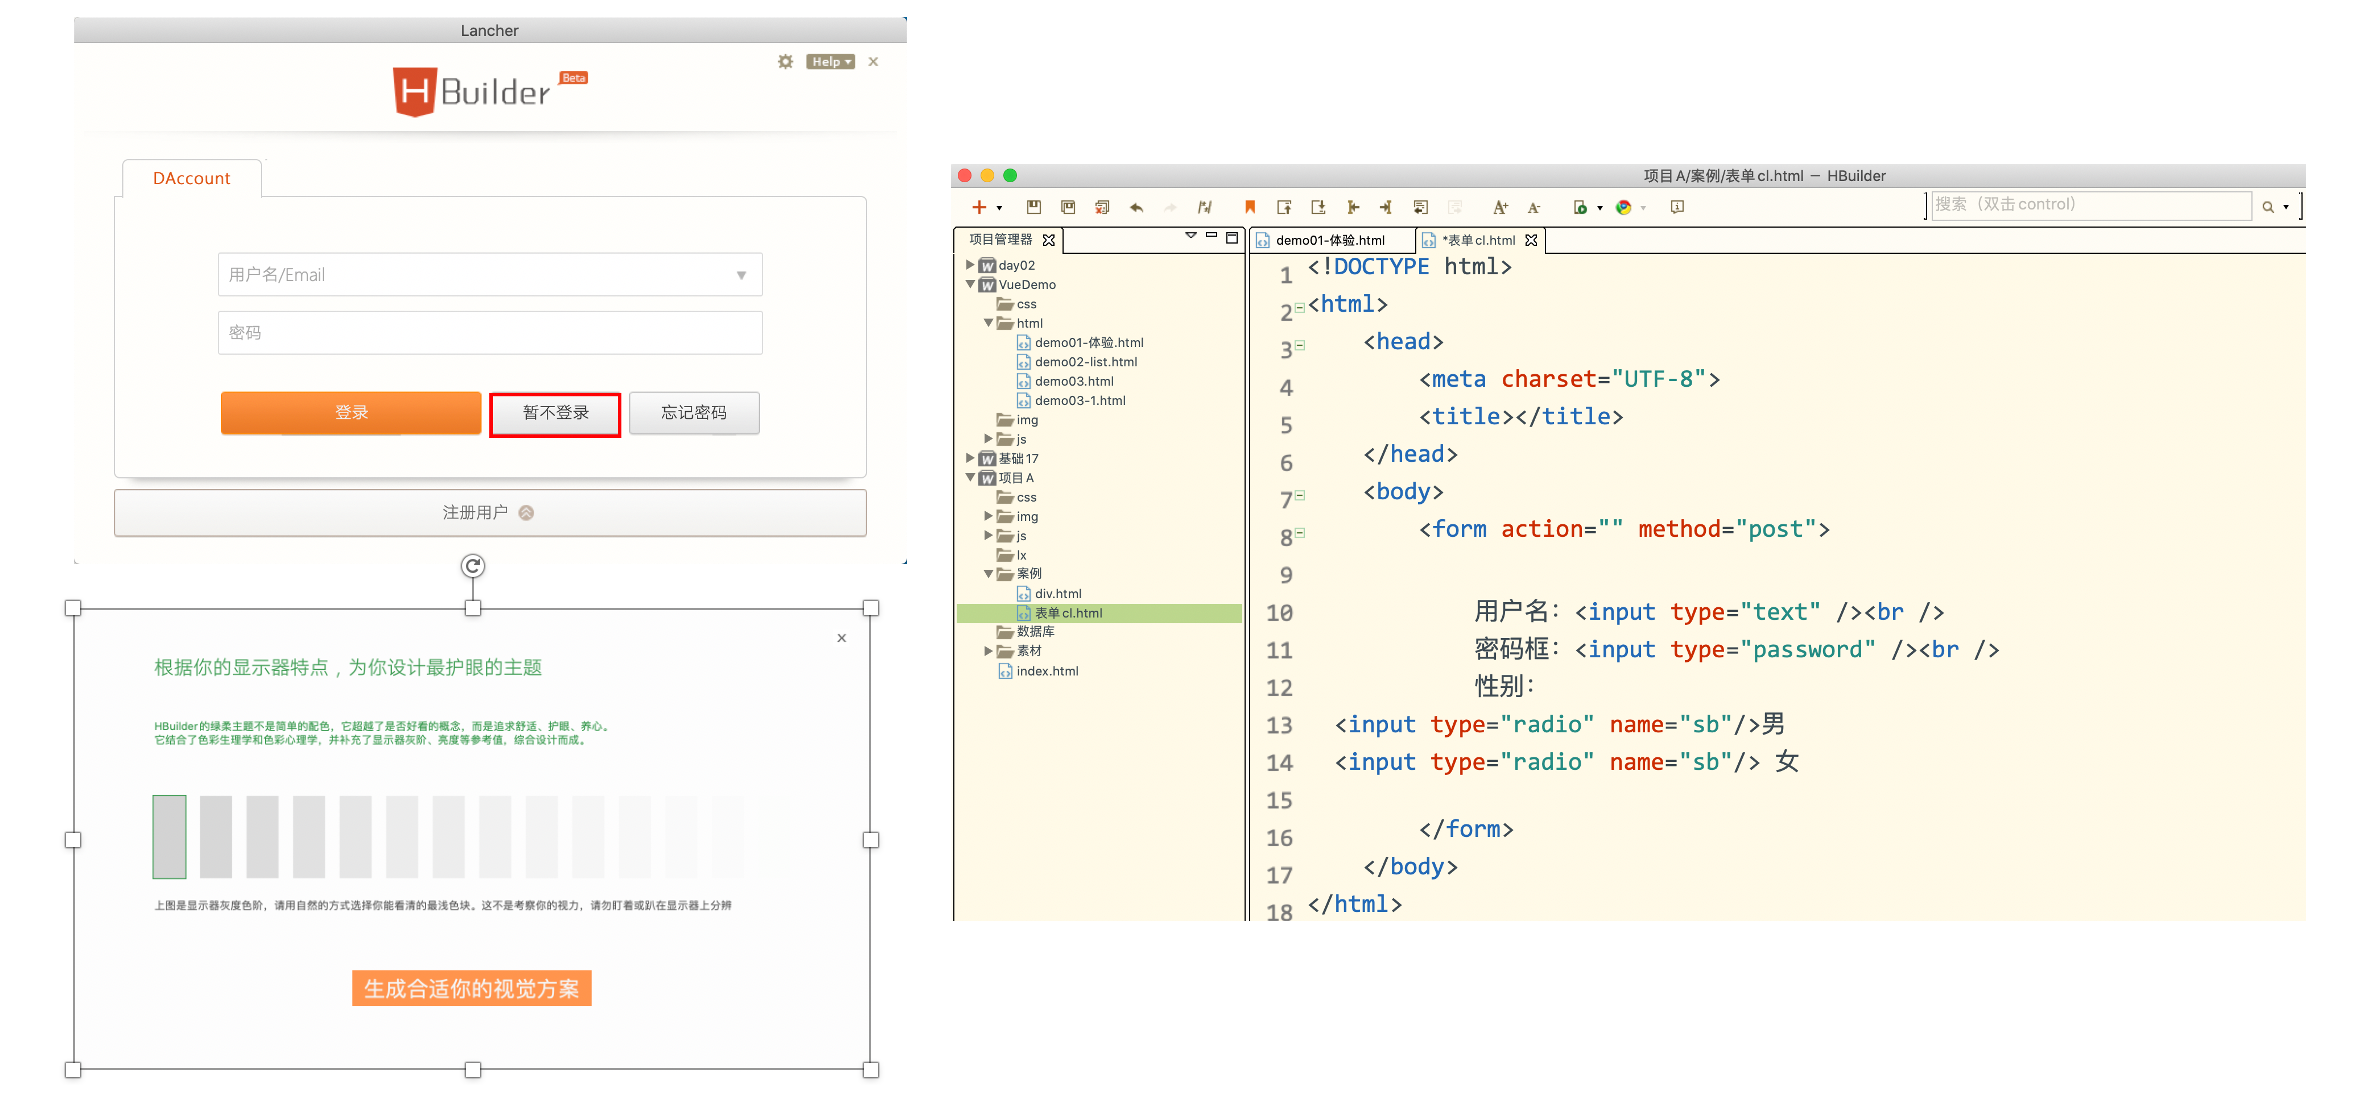 Lancher
Help
HBuilder Beta
DAccount
用户名/Email
密码
登录 暂不登录 忘记密码
注册用户
根据你的显示器特点，为你设计最护眼的主题
HBuilder的绿柔主题不是简单的配色，它超越了是否好看的概念，而是追求舒适、护眼、养心。
它结合了色彩生理学和色彩心理学，并补充了显示器灰阶、亮度等参考值，综合设计而成。
上图是显示器灰度色阶，请用自然的方式选择你能看清的最浅色块。这不是考察你的视力，请勿盯着或趴在显示器上分辨
生成合适你的视觉方案
项目A/案例/表单cl.html — HBuilder
搜索（双击control）
项目管理器
day02
VueDemo
css
html
demo01-体验.html
demo02-list.html
demo03.html
demo03-1.html
img
js
基础17
项目A
css
img
js
lx
案例
div.html
表单cl.html
数据库
素材
index.html
demo01-体验.html *表单cl.html
1 <!DOCTYPE html>
2 <html>
3 <head>
4 <meta charset="UTF-8">
5 <title></title>
6 </head>
7 <body>
8 <form action="" method="post">
9
10 用户名：<input type="text" /><br />
11 密码框：<input type="password" /><br />
12 性别：
13 <input type="radio" name="sb"/>男
14 <input type="radio" name="sb"/> 女
15
16 </form>
17 </body>
18 </html>